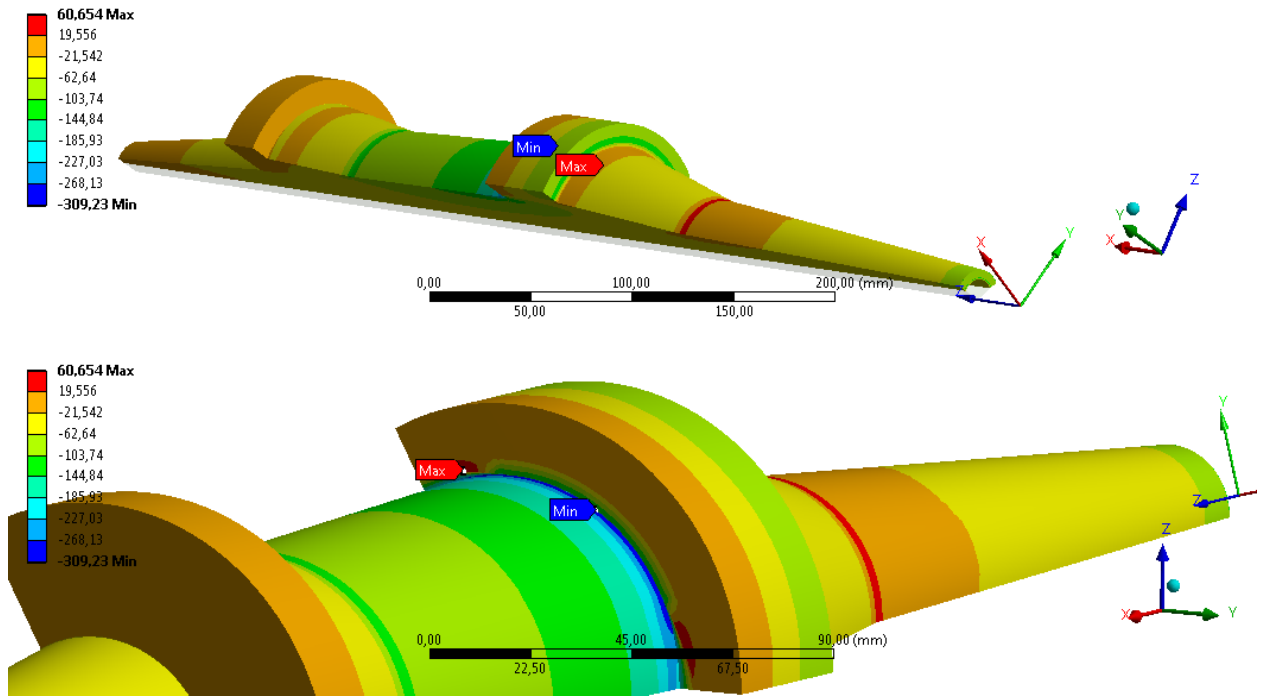 60,654 Max
19,556
-21,542
-62,64
-103,74
-144,84
-185,93
-227,03
-268,13
-309,23 Min
Min
Max
Z
Y
X
X
Y
Z
0,00 100,00 200,00 (mm)
50,00 150,00
60,654 Max
19,556
-21,542
-62,64
-103,74
-144,84
-185,93
-227,03
-268,13
-309,23 Min
Max
Min
Y
Z
Z
X
Y
0,00 45,00 90,00 (mm)
22,50 67,50